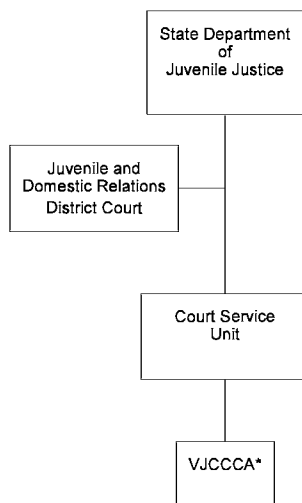 State Department
of
Juvenile Justice
Juvenile and
Domestic Relations
District Court
Court Service
Unit
VJCCCA*